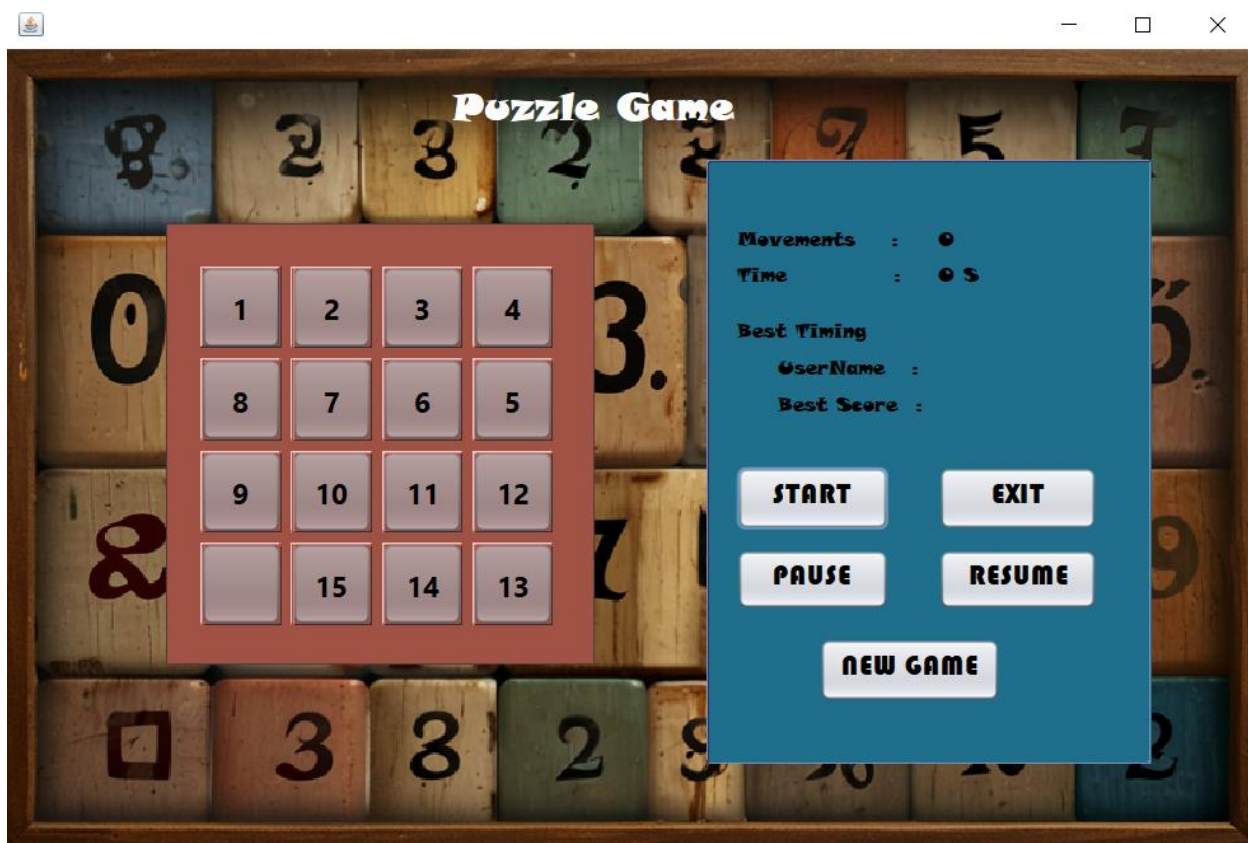 Puzzle Game
1 2 3 4
8 7 6 5
9 10 11 12
15 14 13
Movements : 0
Time : 0 S
Best Timing
UserName :
Best Score :
START EXIT
PAUSE RESUME
NEW GAME